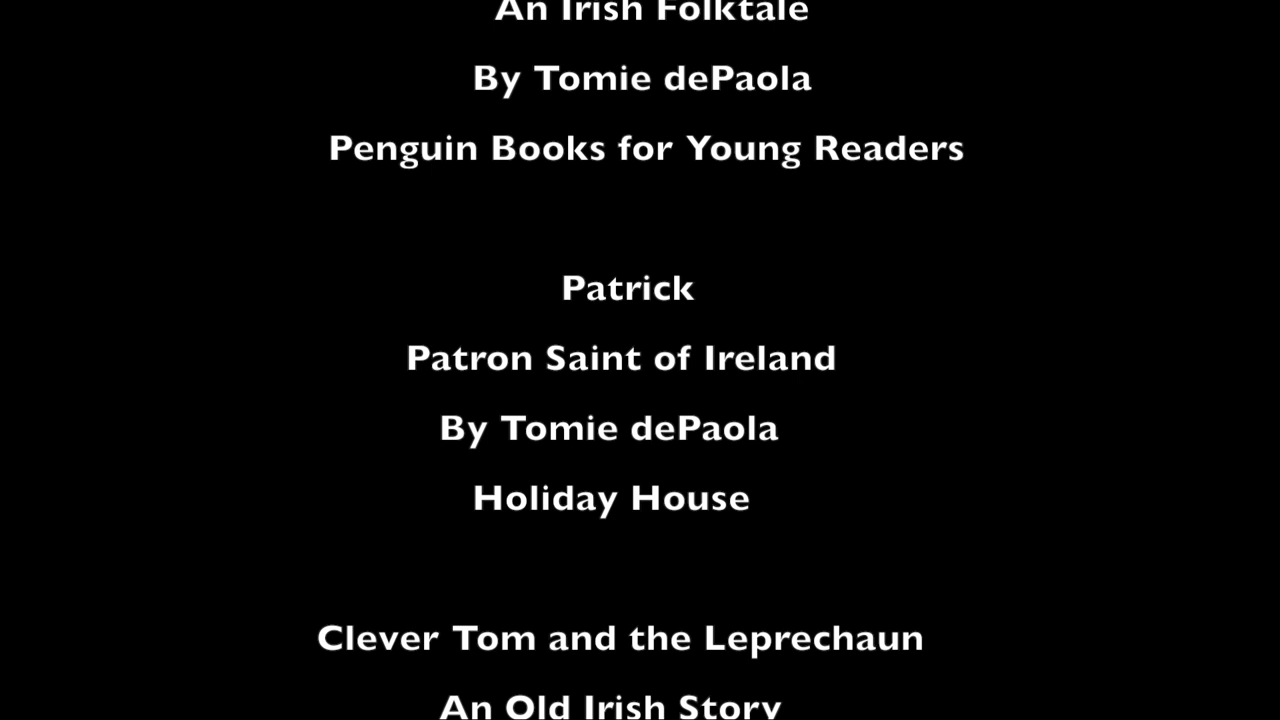 An Irish Folktale
By Tomie dePaola
Penguin Books for Young Readers
Patrick
Patron Saint of Ireland
By Tomie dePaola
Holiday House
Clever Tom and the Leprechaun
An Old Irish Story